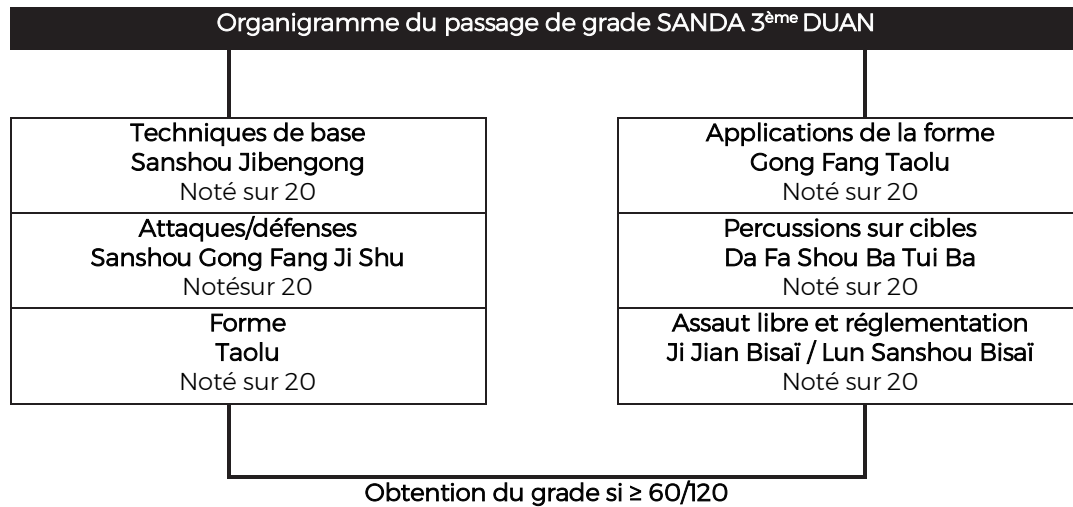 Organigramme du passage de grade SANDA 3ème DUAN
Techniques de base
Sanshou Jibengong
Noté sur 20
Attaques/défenses
Sanshou Gong Fang Ji Shu
Notésur 20
Forme
Taolu
Noté sur 20
Applications de la forme
Gong Fang Taolu
Noté sur 20
Percussions sur cibles
Da Fa Shou Ba Tui Ba
Noté sur 20
Assaut libre et réglementation
Ji Jian Bisaï / Lun Sanshou Bisaï
Noté sur 20
Obtention du grade si ≥ 60/120